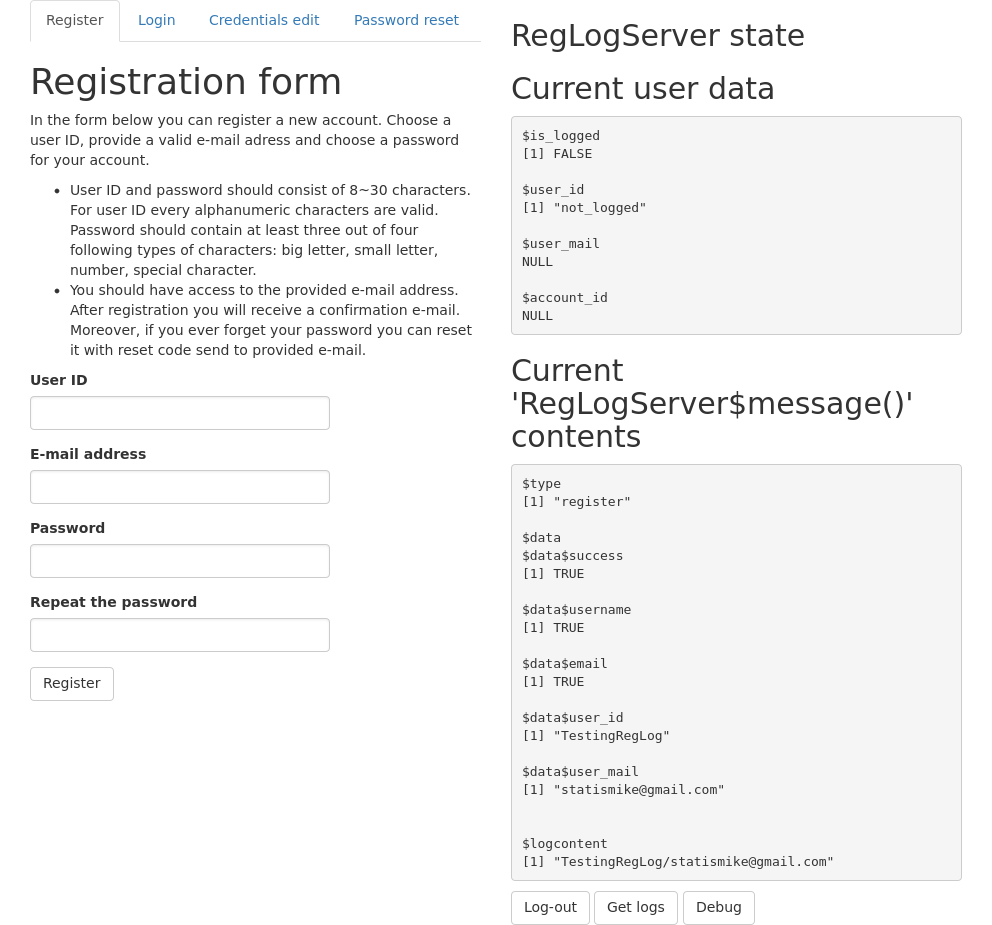 Register Login Credentials edit Password reset
Registration form
In the form below you can register a new account. Choose a
user ID, provide a valid e-mail adress and choose a password
for your account.
• User ID and password should consist of 8~30 characters.
For user ID every alphanumeric characters are valid.
Password should contain at least three out of four
following types of characters: big letter, small letter,
number, special character.
• You should have access to the provided e-mail address.
After registration you will receive a confirmation e-mail.
Moreover, if you ever forget your password you can reset
it with reset code send to provided e-mail.
User ID
E-mail address
Password
Repeat the password
Register
RegLogServer state
Current user data
$is_logged
[1] FALSE
$user_id
[1] "not_logged"
$user_mail
NULL
$account_id
NULL
Current
'RegLogServer$message()'
contents
$type
[1] "register"
$data
$data$success
[1] TRUE
$data$username
[1] TRUE
$data$email
[1] TRUE
$data$user_id
[1] "TestingRegLog"
$data$user_mail
[1] "statismike@gmail.com"
$logcontent
[1] "TestingRegLog/statismike@gmail.com"
Log-out Get logs Debug